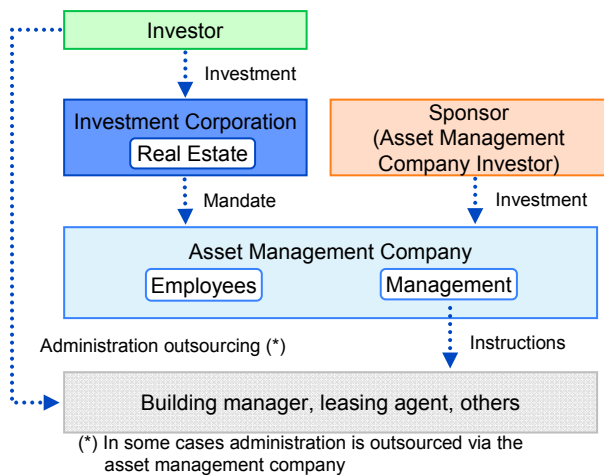 Investor
Investment
Investment Corporation
Real Estate
Sponsor
(Asset Management
Company Investor)
Mandate
Investment
Asset Management Company
Employees
Management
Administration outsourcing (*)
Instructions
Building manager, leasing agent, others
(*) In some cases administration is outsourced via the
asset management company